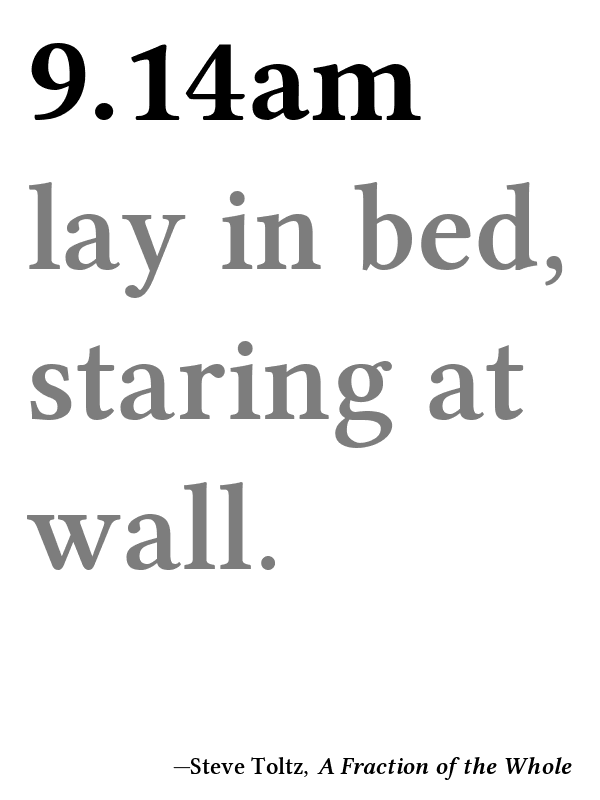 9.14am
lay in bed,
staring at
wall.
—Steve Toltz, A Fraction of the Whole